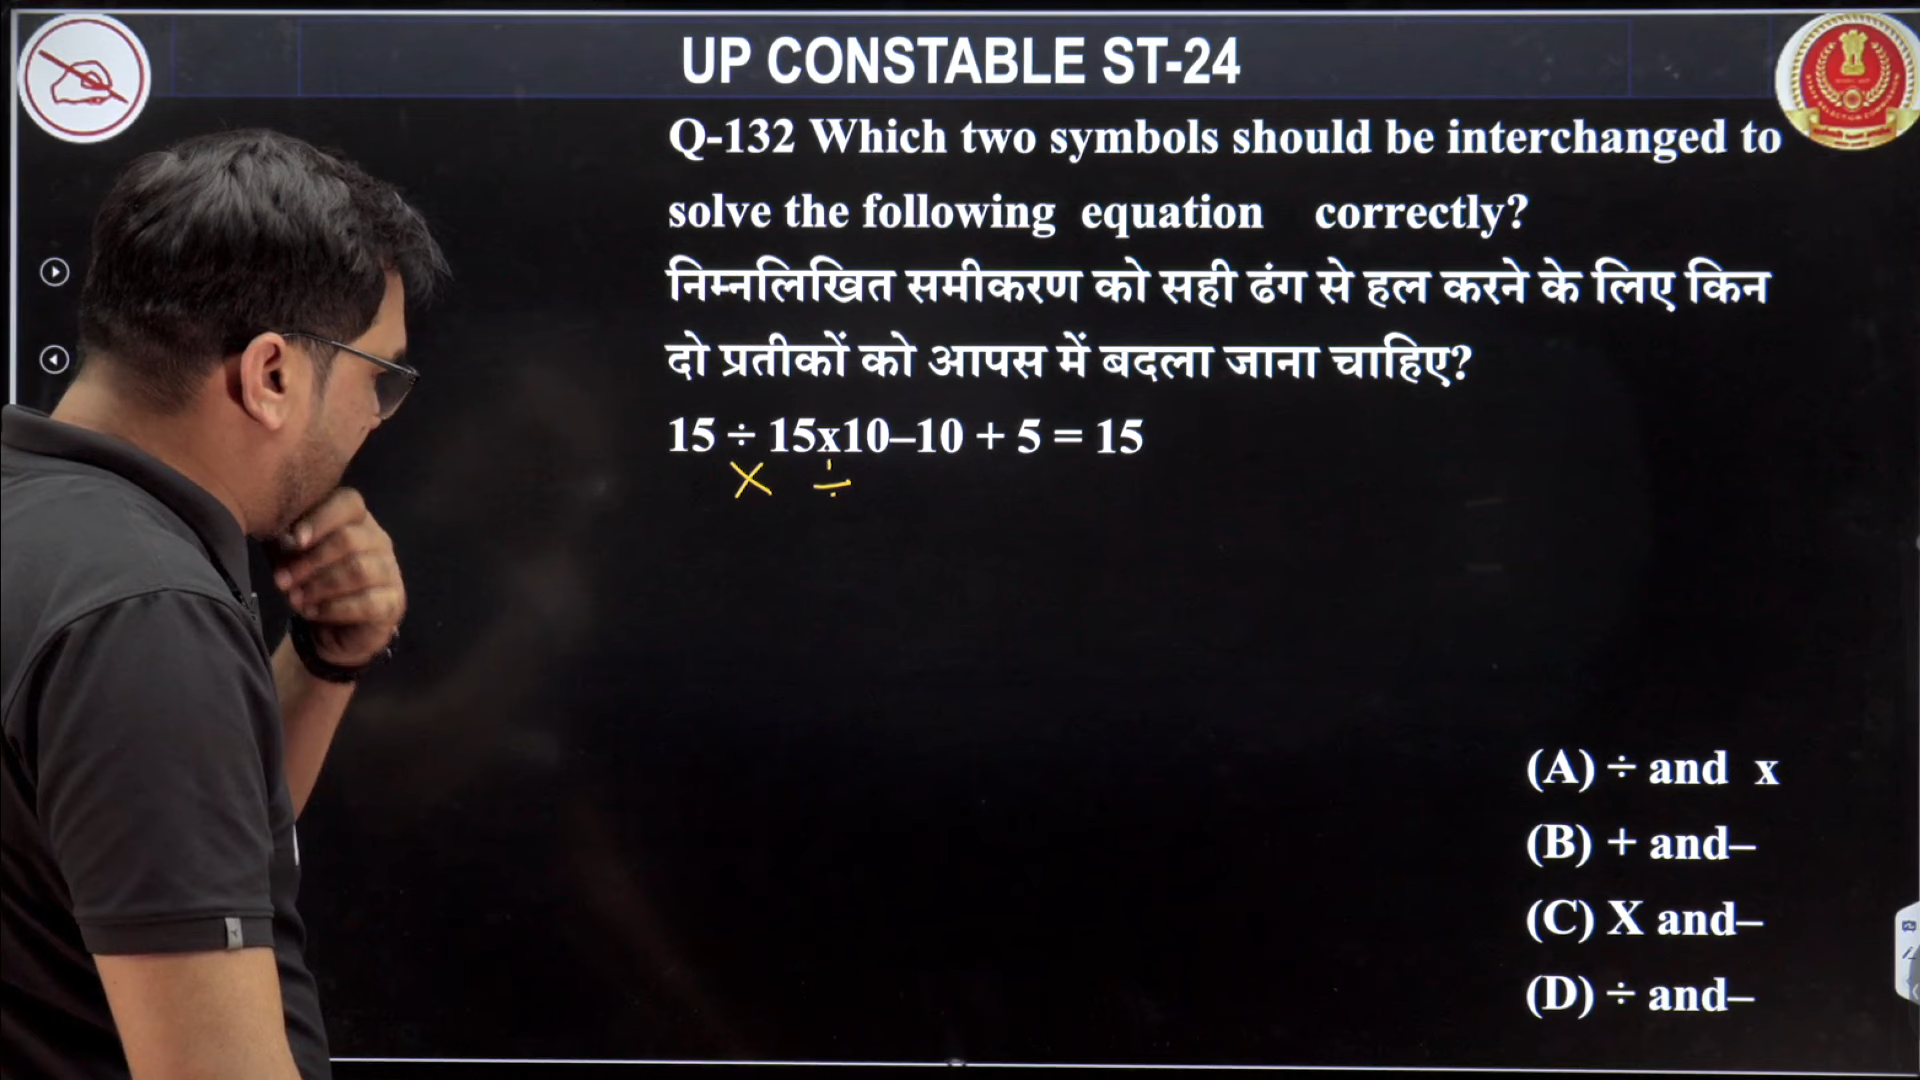 UP CONSTABLE ST-24
Q-132 Which two symbols should be interchanged to
solve the following equation correctly?
निम्नलिखित समीकरण को सही ढंग से हल करने के लिए किन
दो प्रतीकों को आपस में बदला जाना चाहिए?
15 ÷ 15x10–10 + 5 = 15
× ÷
(A) ÷ and x
(B) + and–
(C) X and–
(D) ÷ and–